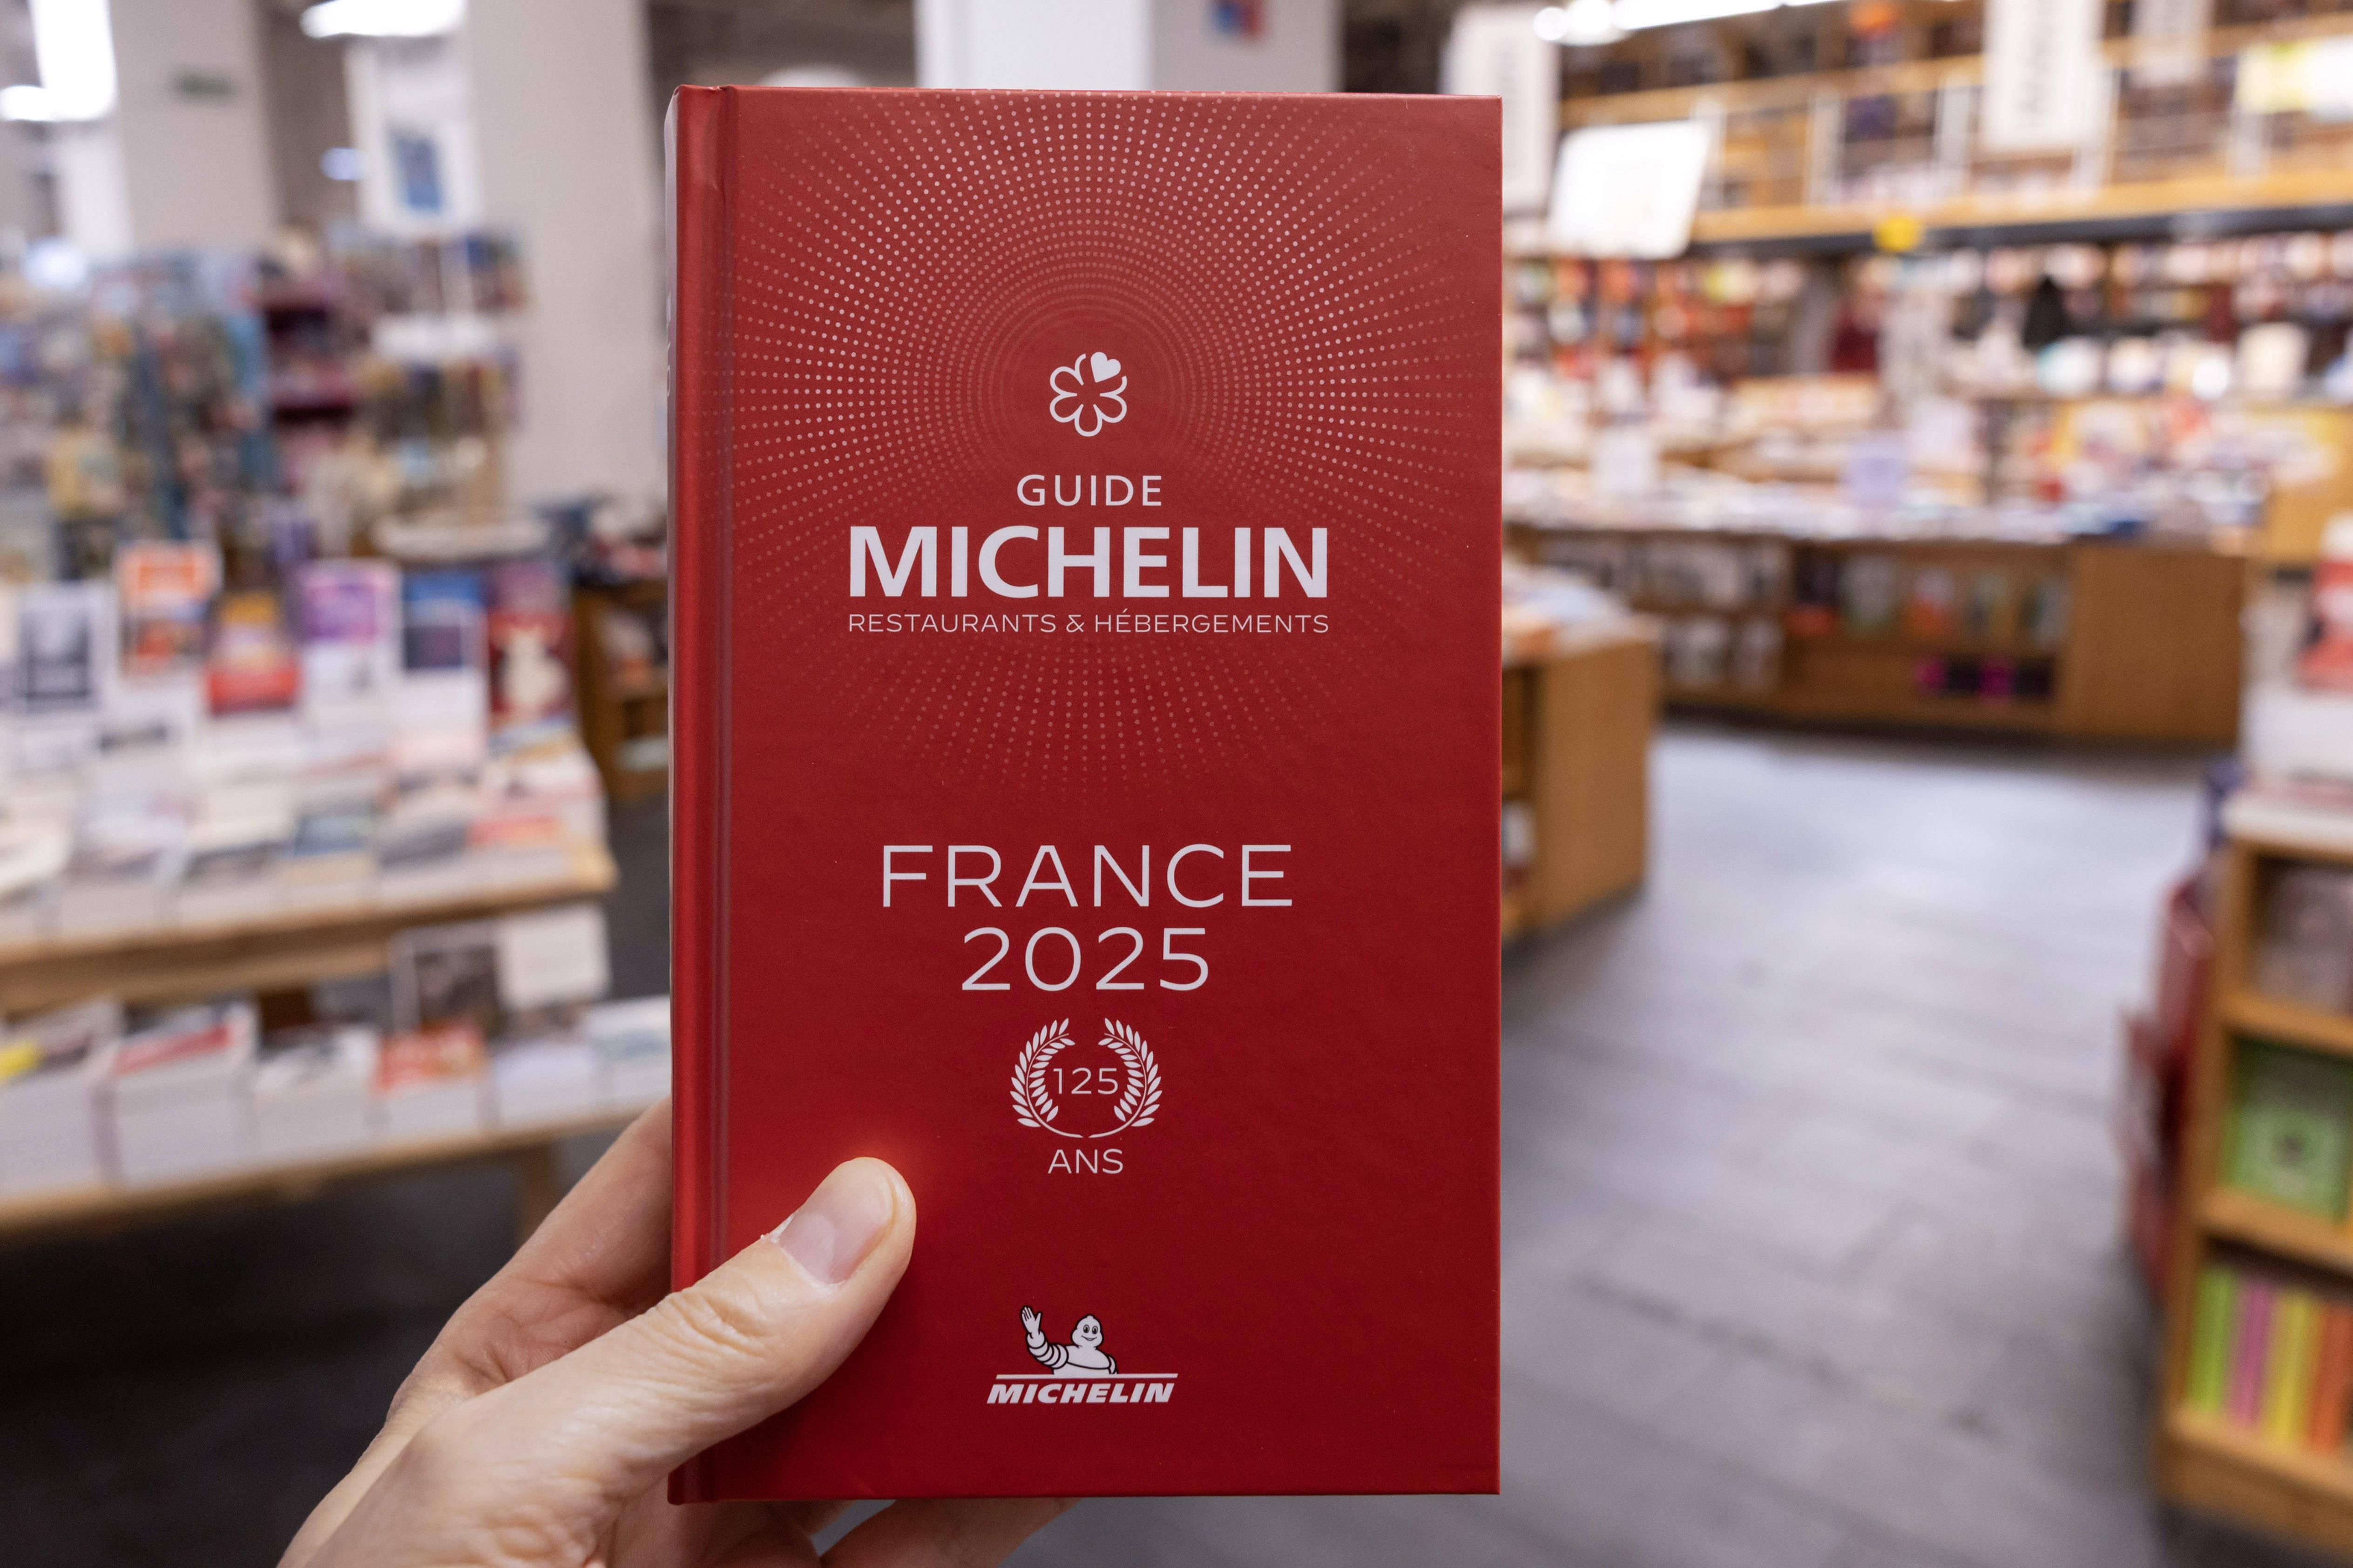 GUIDE
MICHELIN
RESTAURANTS & HÉBERGEMENTS
FRANCE
2025
125
ANS
MICHELIN